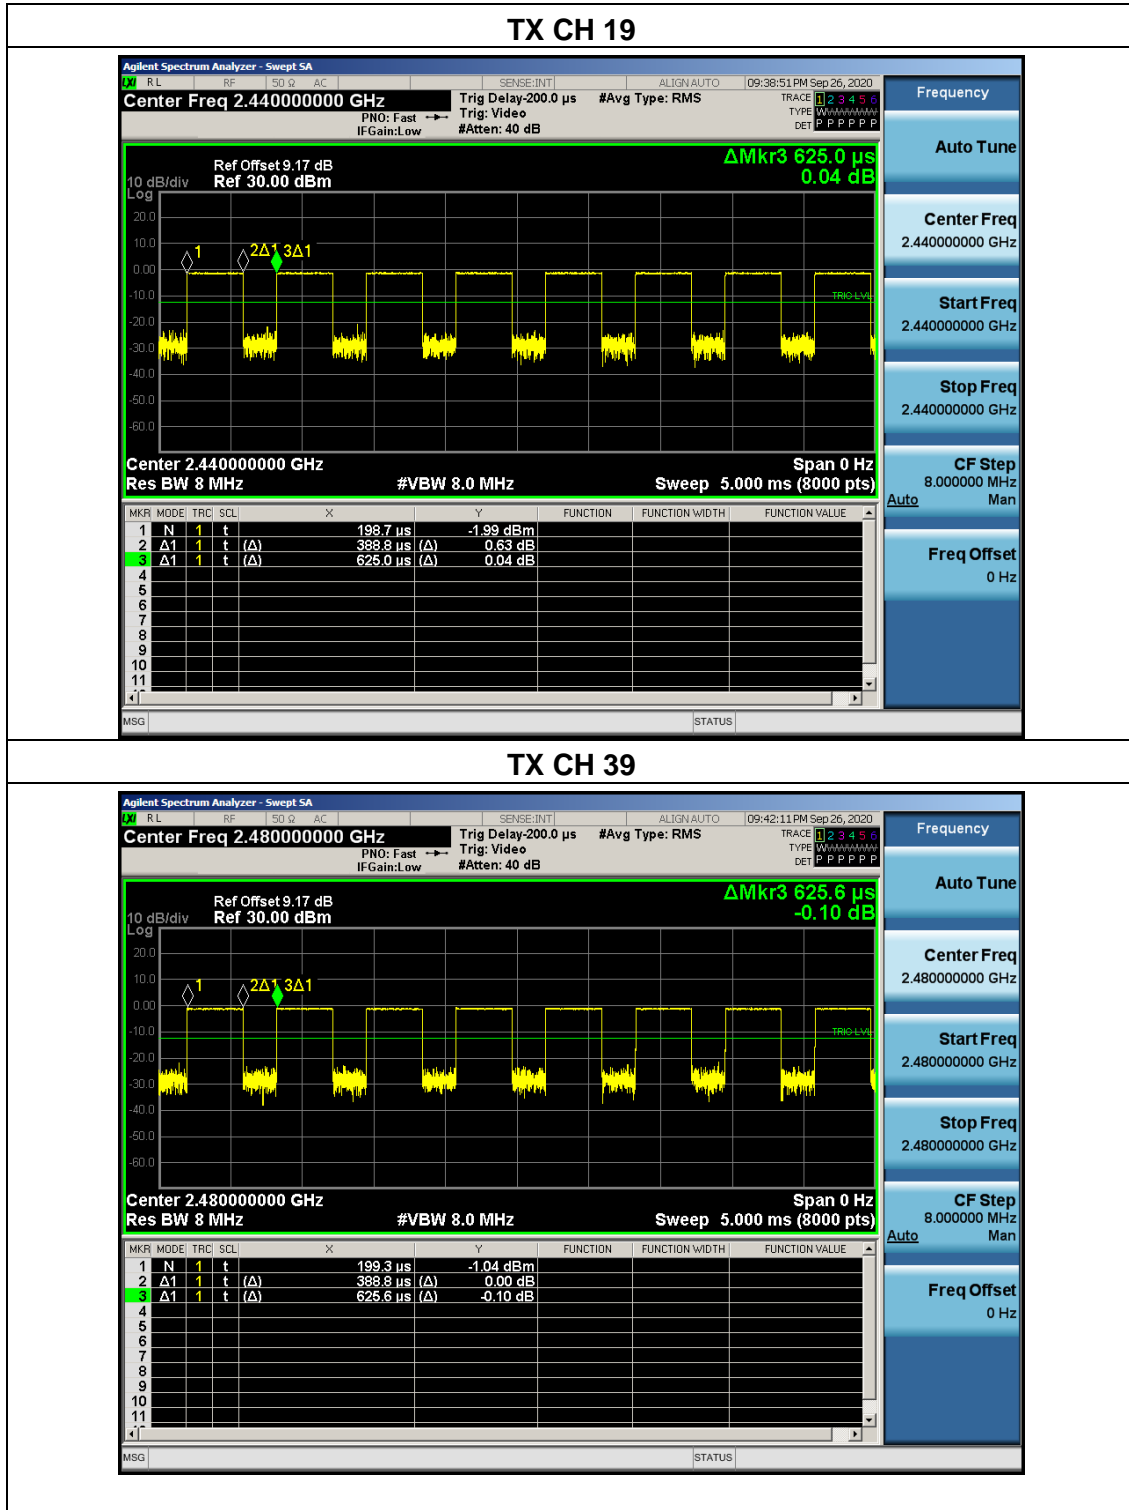 TX CH 19
Agilent Spectrum Analyzer - Swept SA
LXI RL RF 50 Ω AC SENSE:INT ALIGN AUTO 09:38:51 PM Sep 26, 2020
Center Freq 2.440000000 GHz
PNO: Fast
IFGain:Low
Trig Delay-200.0 µs
Trig: Video
#Atten: 40 dB
#Avg Type: RMS
TRACE 1 2 3 4 5 6
TYPE W
DET P P P P P P
ΔMkr3 625.0 µs
0.04 dB
Ref Offset 9.17 dB
10 dB/div Ref 30.00 dBm
Log
20.0
10.0
0.00
-10.0
-20.0
-30.0
-40.0
-50.0
-60.0
1 2Δ1 3Δ1
TRIG LVL
Center 2.440000000 GHz Span 0 Hz
Res BW 8 MHz #VBW 8.0 MHz Sweep 5.000 ms (8000 pts)
MKR MODE TRC SCL X Y FUNCTION FUNCTION WIDTH FUNCTION VALUE
1 N 1 t 198.7 µs -1.99 dBm
2 Δ1 1 t (Δ) 388.8 µs (Δ) 0.63 dB
3 Δ1 1 t (Δ) 625.0 µs (Δ) 0.04 dB
4
5
6
7
8
9
10
11
MSG STATUS
Frequency
Auto Tune
Center Freq
2.440000000 GHz
Start Freq
2.440000000 GHz
Stop Freq
2.440000000 GHz
CF Step
8.000000 MHz
Auto Man
Freq Offset
0 Hz
TX CH 39
Agilent Spectrum Analyzer - Swept SA
LXI RL RF 50 Ω AC SENSE:INT ALIGN AUTO 09:42:11 PM Sep 26, 2020
Center Freq 2.480000000 GHz
PNO: Fast
IFGain:Low
Trig Delay-200.0 µs
Trig: Video
#Atten: 40 dB
#Avg Type: RMS
TRACE 1 2 3 4 5 6
TYPE W
DET P P P P P P
ΔMkr3 625.6 µs
-0.10 dB
Ref Offset 9.17 dB
10 dB/div Ref 30.00 dBm
Log
20.0
10.0
0.00
-10.0
-20.0
-30.0
-40.0
-50.0
-60.0
1 2Δ1 3Δ1
TRIG LVL
Center 2.480000000 GHz Span 0 Hz
Res BW 8 MHz #VBW 8.0 MHz Sweep 5.000 ms (8000 pts)
MKR MODE TRC SCL X Y FUNCTION FUNCTION WIDTH FUNCTION VALUE
1 N 1 t 199.3 µs -1.04 dBm
2 Δ1 1 t (Δ) 388.8 µs (Δ) 0.00 dB
3 Δ1 1 t (Δ) 625.6 µs (Δ) -0.10 dB
4
5
6
7
8
9
10
11
MSG STATUS
Frequency
Auto Tune
Center Freq
2.480000000 GHz
Start Freq
2.480000000 GHz
Stop Freq
2.480000000 GHz
CF Step
8.000000 MHz
Auto Man
Freq Offset
0 Hz